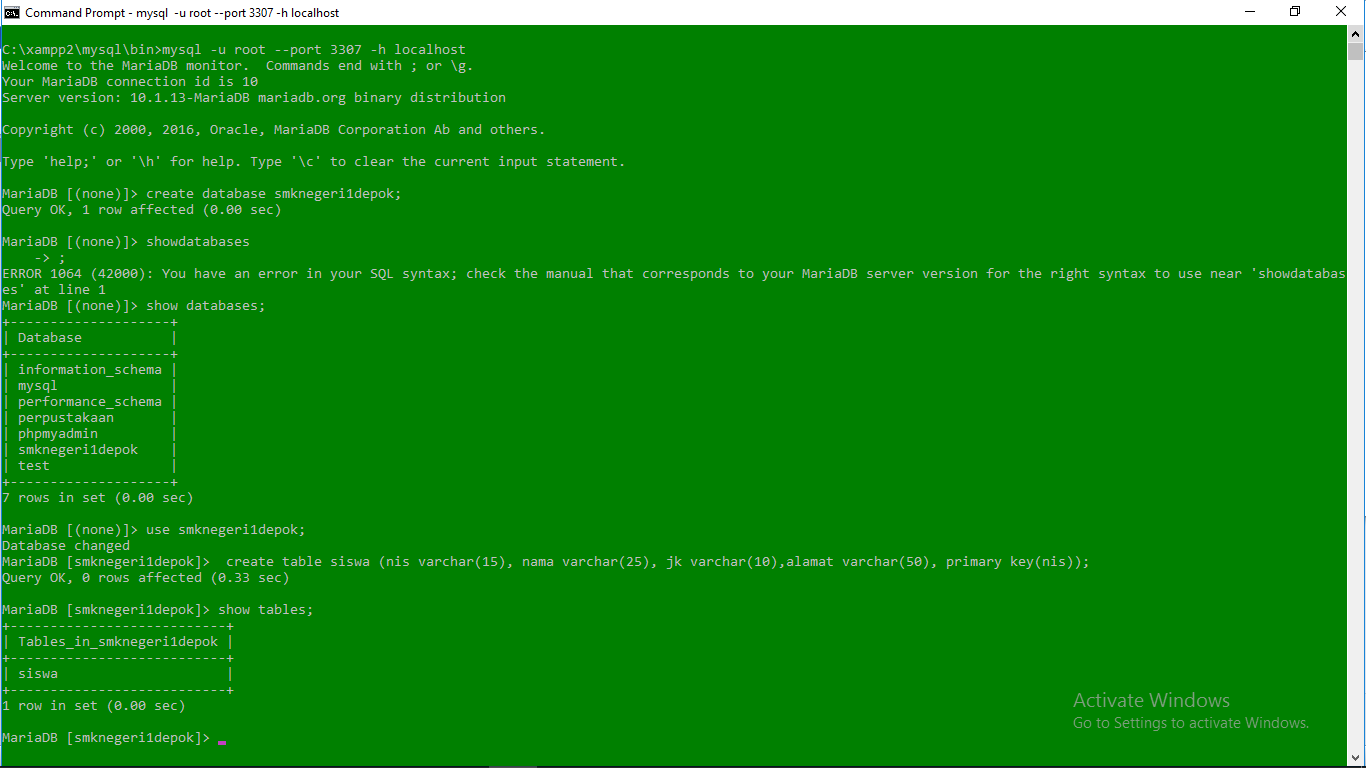 Command Prompt - mysql -u root --port 3307 -h localhost
C:\xampp2\mysql\bin>mysql -u root --port 3307 -h localhost
Welcome to the MariaDB monitor.  Commands end with ; or \g.
Your MariaDB connection id is 10
Server version: 10.1.13-MariaDB mariadb.org binary distribution
Copyright (c) 2000, 2016, Oracle, MariaDB Corporation Ab and others.
Type 'help;' or '\h' for help. Type '\c' to clear the current input statement.
MariaDB [(none)]> create database smknegeri1depok;
Query OK, 1 row affected (0.00 sec)
MariaDB [(none)]> showdatabases
    -> ;
ERROR 1064 (42000): You have an error in your SQL syntax; check the manual that corresponds to your MariaDB server version for the right syntax to use near 'showdatabas
es' at line 1
MariaDB [(none)]> show databases;
+--------------------+
| Database           |
+--------------------+
| information_schema |
| mysql              |
| performance_schema |
| perpustakaan       |
| phpmyadmin         |
| smknegeri1depok    |
| test               |
+--------------------+
7 rows in set (0.00 sec)
MariaDB [(none)]> use smknegeri1depok;
Database changed
MariaDB [smknegeri1depok]>  create table siswa (nis varchar(15), nama varchar(25), jk varchar(10),alamat varchar(50), primary key(nis));
Query OK, 0 rows affected (0.33 sec)
MariaDB [smknegeri1depok]> show tables;
+---------------------------+
| Tables_in_smknegeri1depok |
+---------------------------+
| siswa                     |
+---------------------------+
1 row in set (0.00 sec)
MariaDB [smknegeri1depok]>
Activate Windows
Go to Settings to activate Windows.